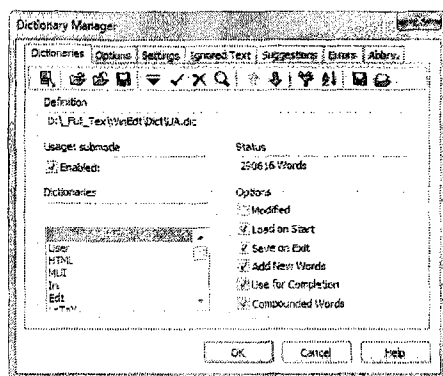 Dictionary Manager
Dictionaries Options Settings Ignored Text Suggestions Errors Abbrv.
Definition
Usage: submode
Enabled:
Status
290616 Words
Dictionaries
Options
Modified
Load on Start
Save on Exit
Add New Words
Use for Completion
Compounded Words
User
HTML
MUI
In
Edt
OK Cancel Help